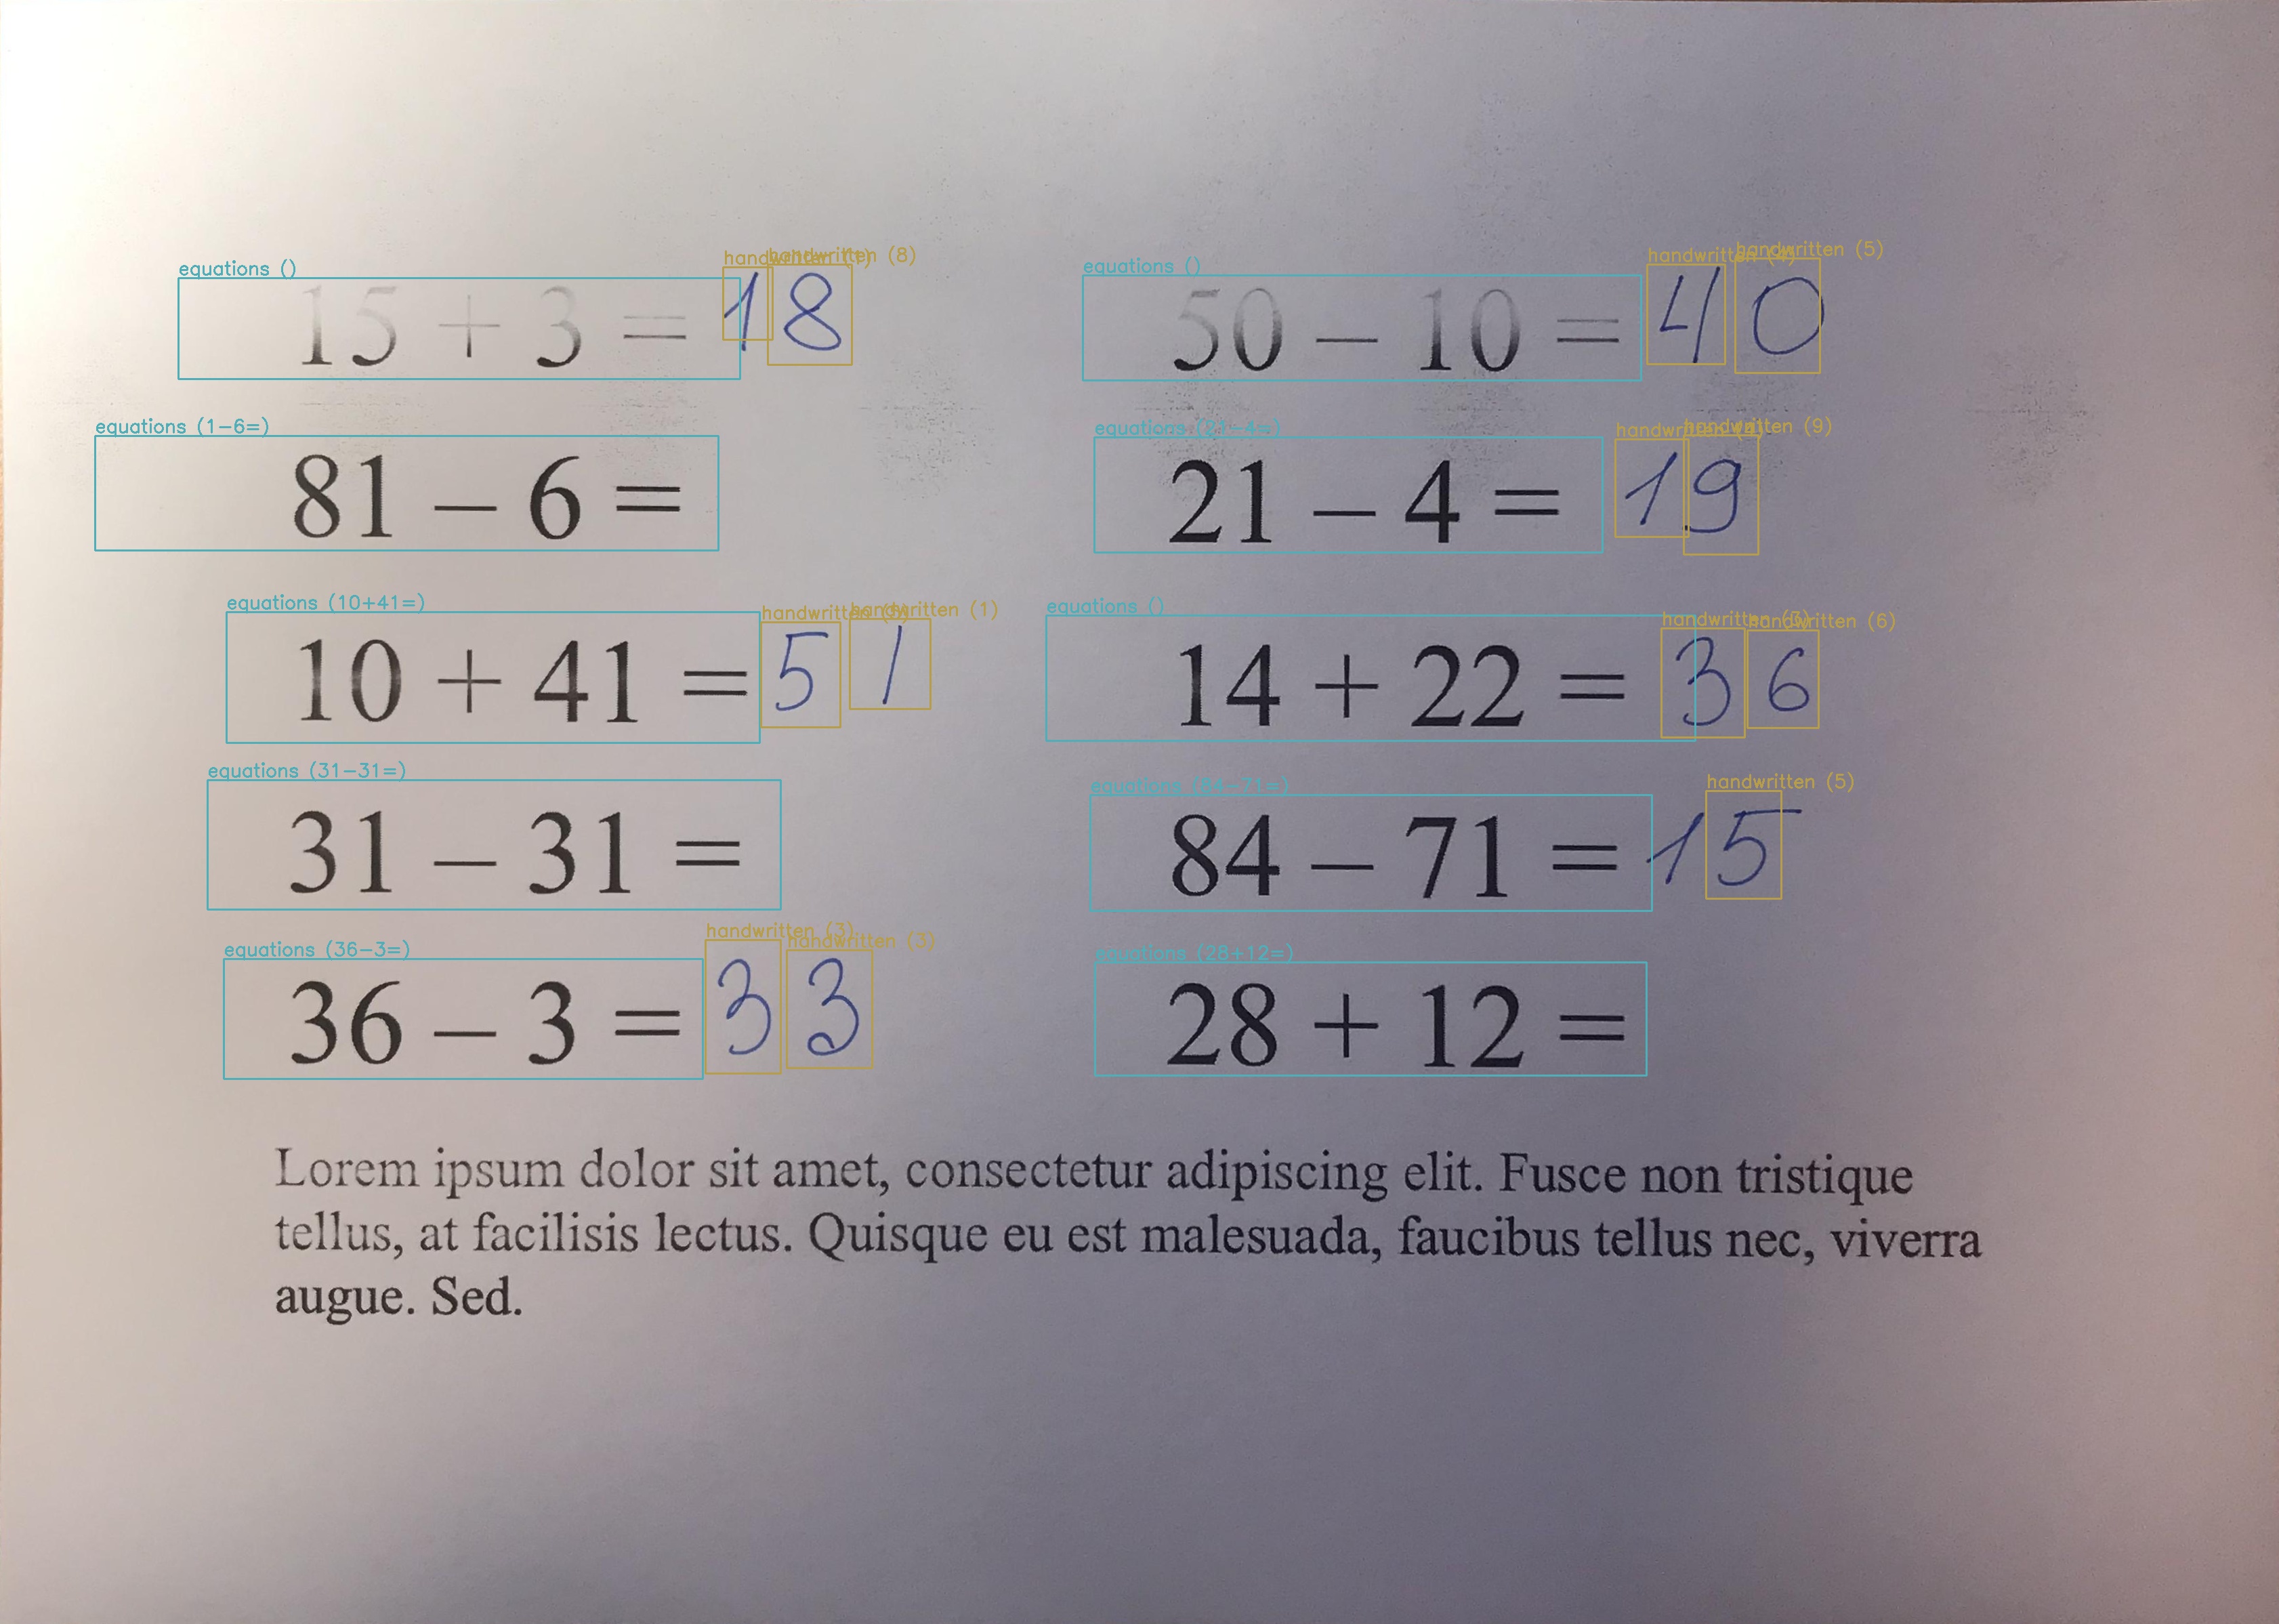 equations () handwritten (1) handwritten (8) equations () handwritten (4) handwritten (5)
15 + 3 = 18 50 – 10 = 40
equations (1-6=) equations (21-4=) handwritten handwritten (9)
81 – 6 = 21 – 4 = 19
equations (10+41=) handwritten handwritten (1) equations () handwritten (3) handwritten (6)
10 + 41 = 51 14 + 22 = 36
equations (31-31=) equations (84-71=) handwritten (5)
31 – 31 = 84 – 71 = 15
equations (36-3=) handwritten (3) handwritten (3) equations (28+12=)
36 – 3 = 33 28 + 12 =
Lorem ipsum dolor sit amet, consectetur adipiscing elit. Fusce non tristique
tellus, at facilisis lectus. Quisque eu est malesuada, faucibus tellus nec, viverra
augue. Sed.